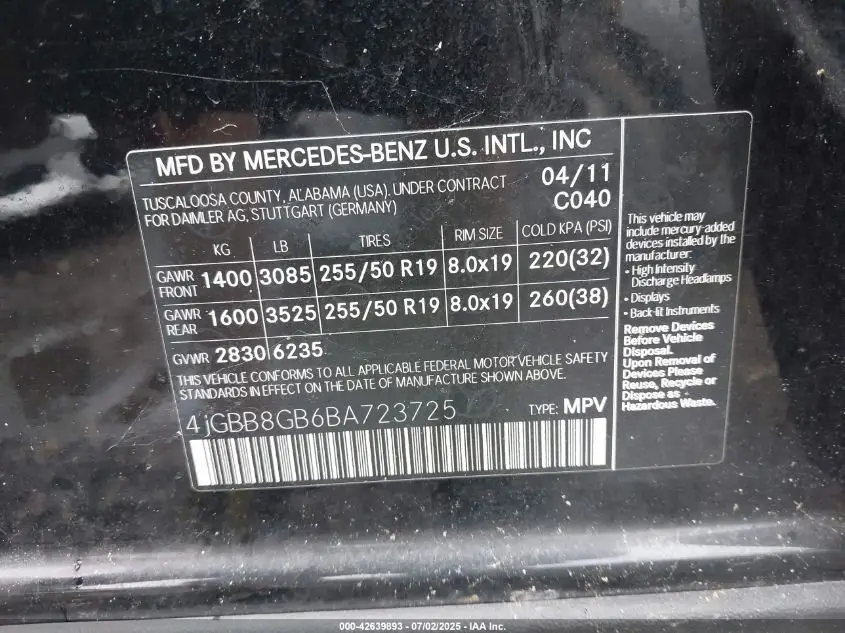 MFD BY MERCEDES-BENZ U.S. INTL., INC
TUSCALOOSA COUNTY, ALABAMA (USA). UNDER CONTRACT
FOR DAIMLER AG, STUTTGART (GERMANY)
04/11
C040
KG LB TIRES RIM SIZE COLD KPA (PSI)
GAWR FRONT 1400 3085 255/50 R19 8.0x19 220(32)
GAWR REAR 1600 3525 255/50 R19 8.0x19 260(38)
GVWR 2830 6235
THIS VEHICLE CONFORMS TO ALL APPLICABLE FEDERAL MOTOR VEHICLE SAFETY
STANDARDS IN EFFECT ON THE DATE OF MANUFACTURE SHOWN ABOVE.
4jGBB8GB6BA723725 TYPE: MPV
This vehicle may
include mercury-added
devices installed by the
manufacturer:
• High Intensity
Discharge Headlamps
• Displays
• Back-lit Instruments
Remove Devices
Before Vehicle
Disposal.
Upon Removal of
Devices Please
Reuse, Recycle or
Dispose as
Hazardous Waste.
000-42639893 - 07/02/2025 - IAA Inc.